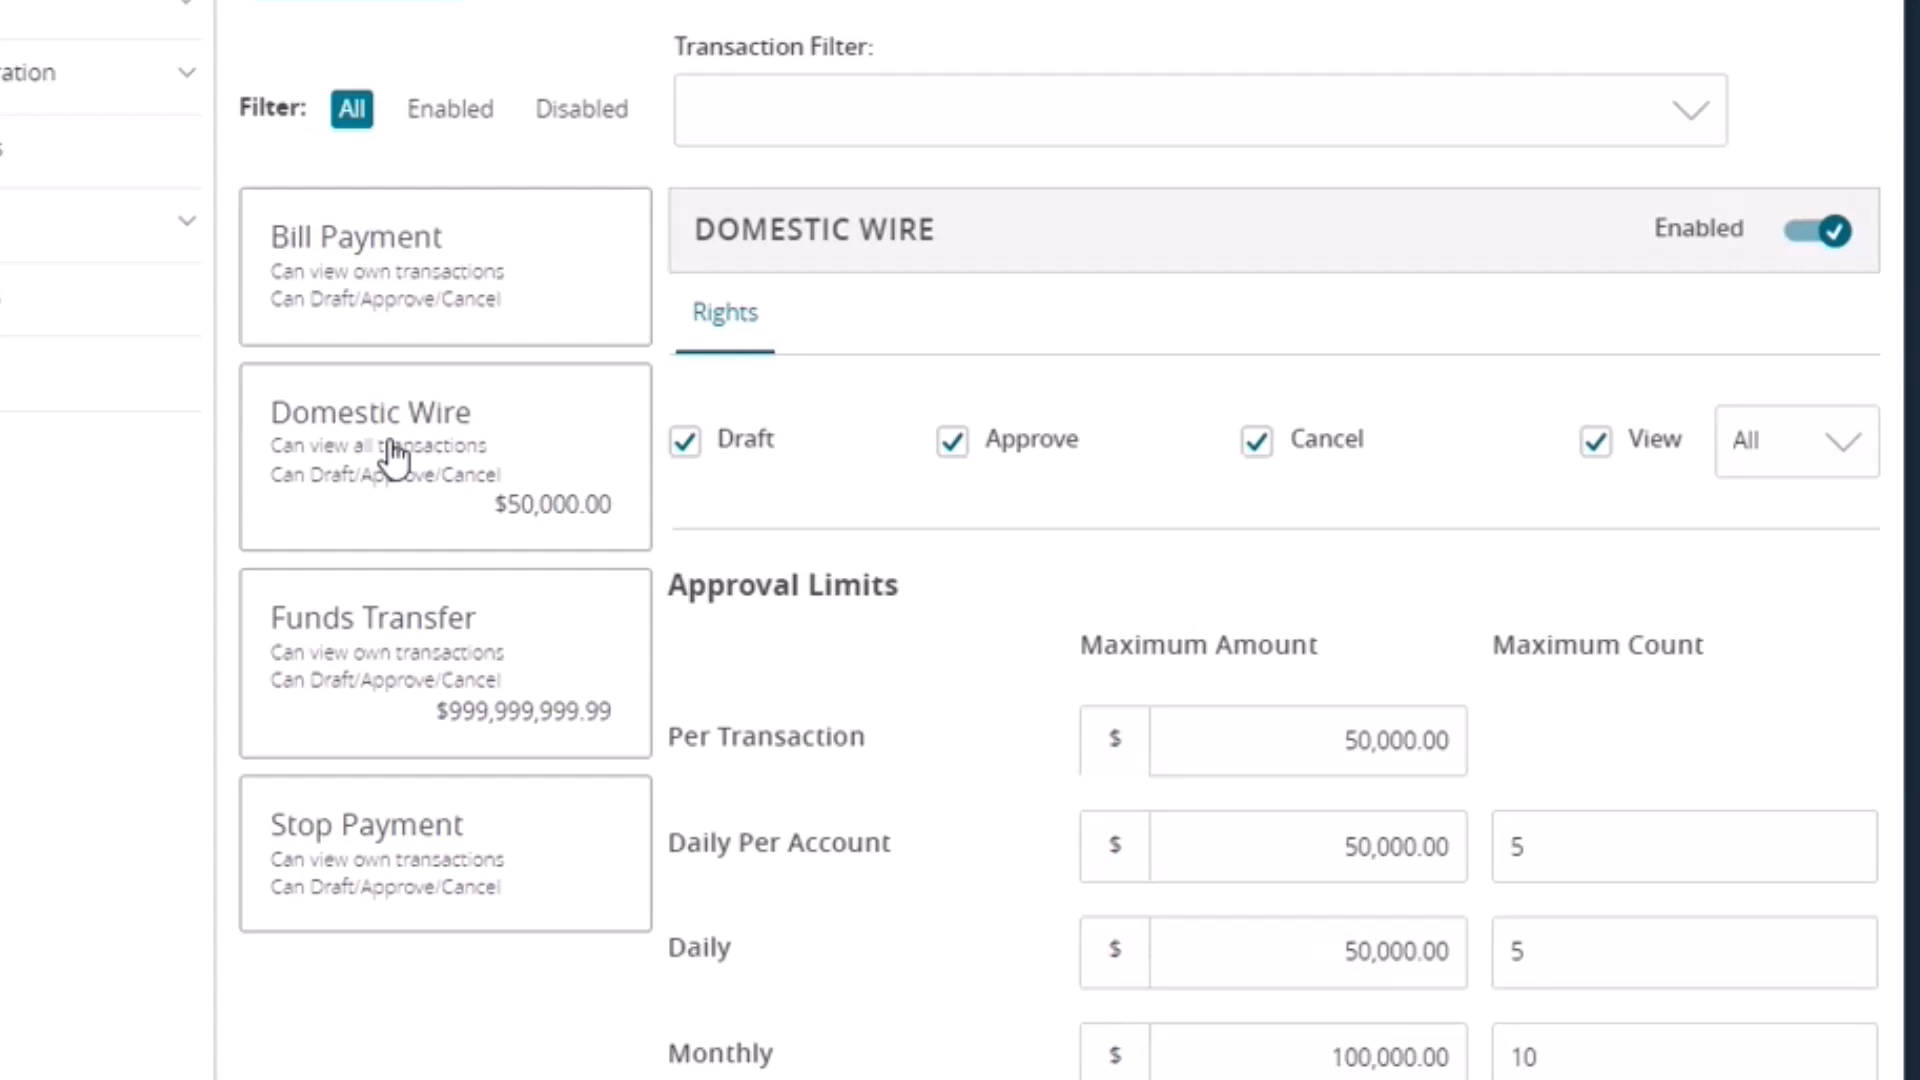 ation
s
Transaction Filter:
Filter: All Enabled Disabled
Bill Payment
Can view own transactions
Can Draft/Approve/Cancel
Domestic Wire
Can view all transactions
Can Draft/Approve/Cancel
$50,000.00
Funds Transfer
Can view own transactions
Can Draft/Approve/Cancel
$999,999,999.99
Stop Payment
Can view own transactions
Can Draft/Approve/Cancel
DOMESTIC WIRE Enabled
Rights
Draft Approve Cancel View All
Approval Limits
Maximum Amount Maximum Count
Per Transaction $ 50,000.00
Daily Per Account $ 50,000.00 5
Daily $ 50,000.00 5
Monthly $ 100,000.00 10